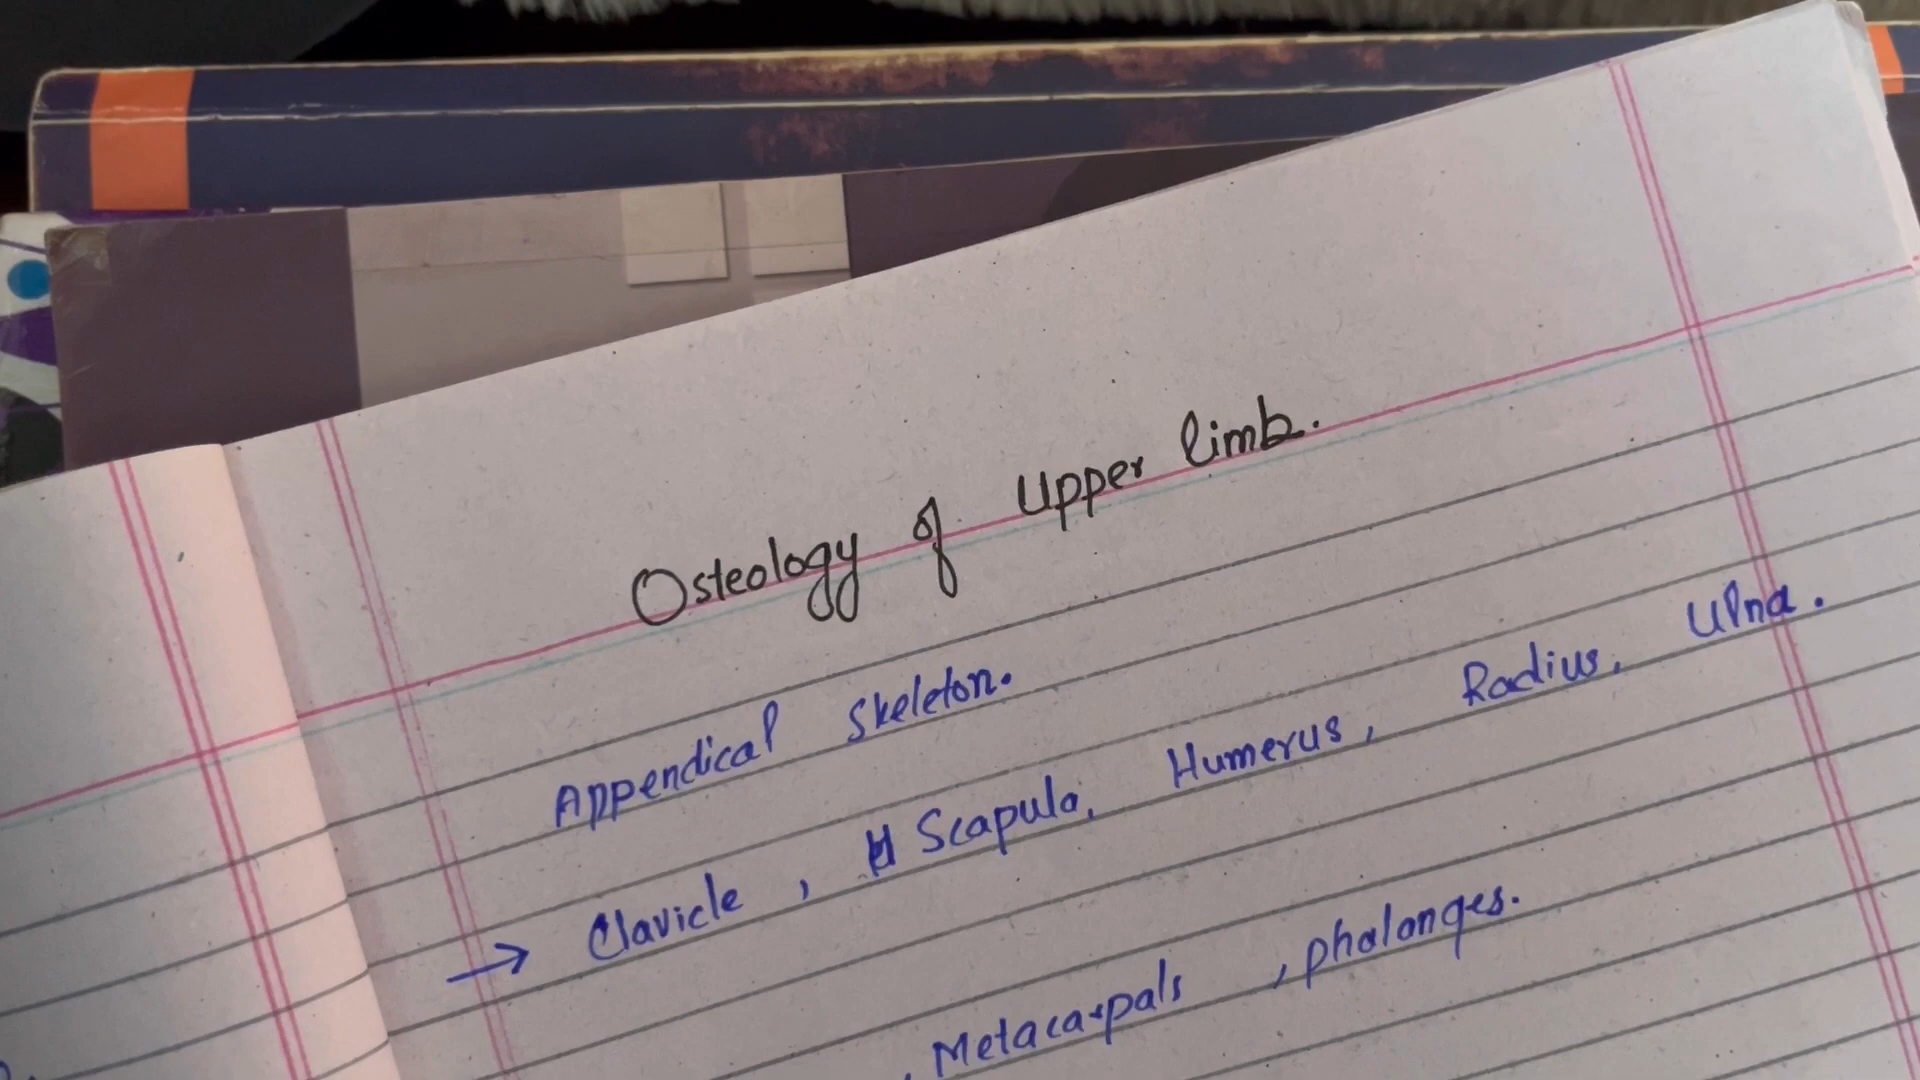 Osteology of Upper limb.
Appendical Skeleton.
→ Clavicle, Scapula, Humerus, Radius, Ulna.
, Metacarpals, phalanges.